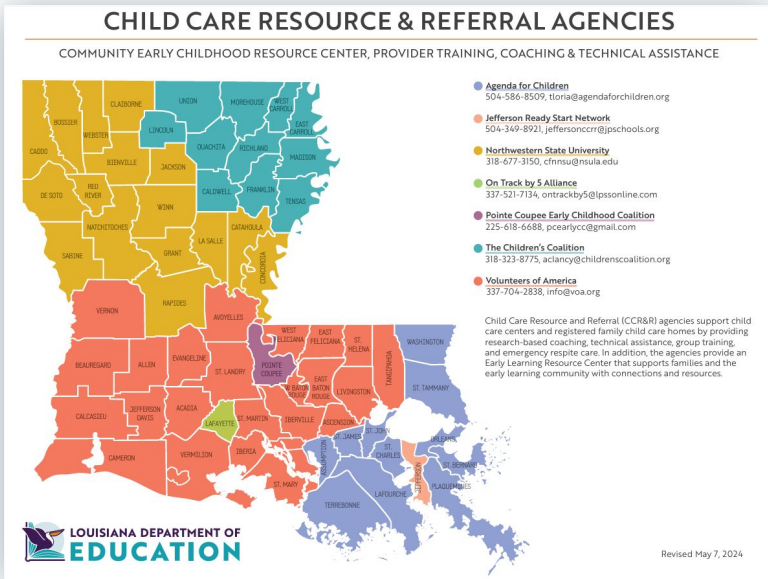 CHILD CARE RESOURCE & REFERRAL AGENCIES
COMMUNITY EARLY CHILDHOOD RESOURCE CENTER, PROVIDER TRAINING, COACHING & TECHNICAL ASSISTANCE
Agenda for Children
504-586-8509, tloria@agendaforchildren.org
Jefferson Ready Start Network
504-349-8921, jeffersonccrr@jpschools.org
Northwestern State University
318-677-3150, cfnnsu@nsula.edu
On Track by 5 Alliance
337-521-7134, ontrackby5@lpssonline.com
Pointe Coupee Early Childhood Coalition
225-618-6688, pcearlycc@gmail.com
The Children's Coalition
318-323-8775, aclancy@childrenscoalition.org
Volunteers of America
337-704-2838, info@voa.org
Child Care Resource and Referral (CCR&R) agencies support child
care centers and registered family child care homes by providing
research-based coaching, technical assistance, group training,
and emergency respite care. In addition, the agencies provide an
Early Learning Resource Center that supports families and the
early learning community with connections and resources.
CADDO
BOSSIER
WEBSTER
CLAIBORNE
UNION
MOREHOUSE
WEST
CARROLL
EAST
CARROLL
LINCOLN
OUACHITA
RICHLAND
MADISON
BIENVILLE
JACKSON
DE SOTO
RED
RIVER
CALDWELL
FRANKLIN
TENSAS
WINN
NATCHITOCHES
SABINE
GRANT
LA SALLE
CATAHOULA
CONCORDIA
VERNON
RAPIDES
AVOYELLES
WEST
FELICIANA
EAST
FELICIANA
ST.
HELENA
TANGIPAHOA
WASHINGTON
BEAUREGARD
ALLEN
EVANGELINE
ST. LANDRY
POINTE
COUPEE
W BATON
ROUGE
EAST
BATON
ROUGE
LIVINGSTON
ST. TAMMANY
CALCASIEU
JEFFERSON
DAVIS
ACADIA
LAFAYETTE
ST. MARTIN
IBERVILLE
ASCENSION
ST. JAMES
ST. JOHN
ST.
CHARLES
ORLEANS
ST. BERNARD
CAMERON
VERMILION
IBERIA
ST. MARY
ASSUMPTION
TERREBONNE
LAFOURCHE
JEFFERSON
PLAQUEMINES
LOUISIANA DEPARTMENT OF
EDUCATION
Revised May 7, 2024